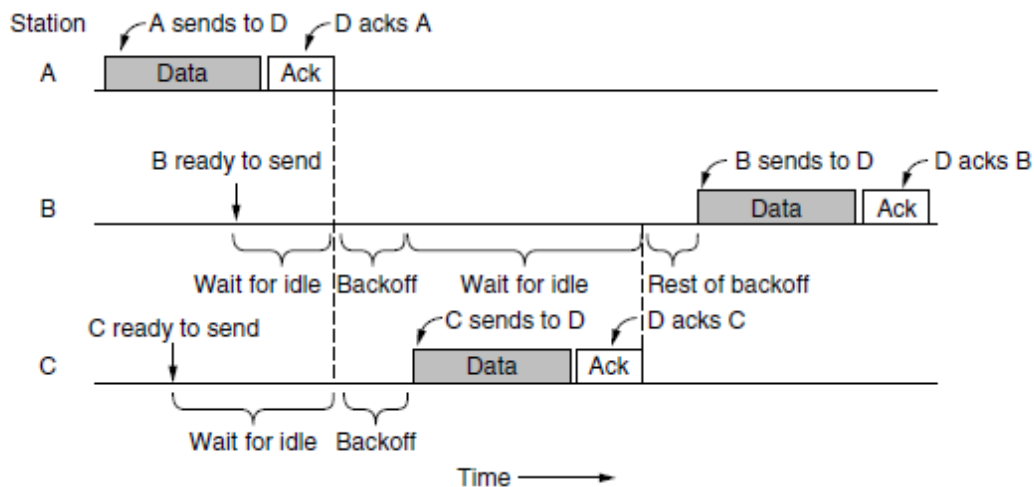 Station
A sends to D
D acks A
A
Data
Ack
B ready to send
B sends to D
D acks B
B
Data
Ack
Wait for idle
Backoff
Wait for idle
Rest of backoff
C ready to send
C sends to D
D acks C
C
Data
Ack
Wait for idle
Backoff
Time